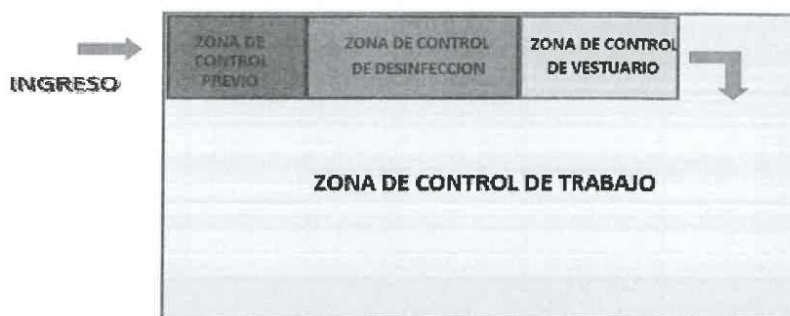 INGRESO
ZONA DE
CONTROL
PREVIO
ZONA DE CONTROL
DE DESINFECCION
ZONA DE CONTROL
DE VESTUARIO
ZONA DE CONTROL DE TRABAJO